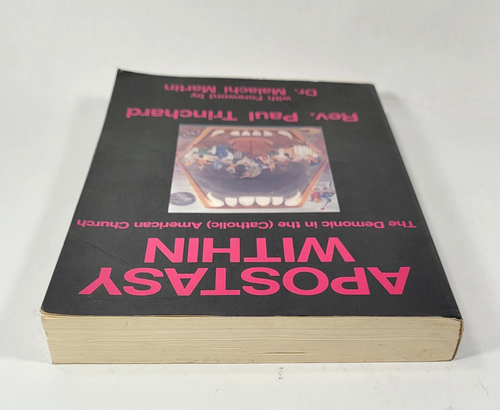 APOSTASY
WITHIN
The Demonic in the (Catholic) American Church
Rev. Paul Trinchard
with Foreword by
Dr. Malachi Martin